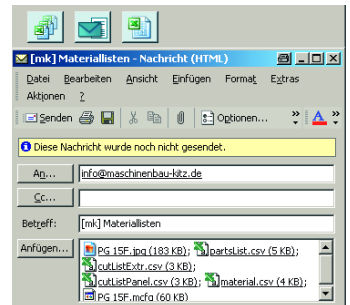 [mk] Materiallisten - Nachricht (HTML)
Datei Bearbeiten Ansicht Einfügen Format Extras
Aktionen ?
Senden Optionen... » A »
Diese Nachricht wurde noch nicht gesendet.
An... info@maschinenbau-kitz.de
Cc...
Betreff: [mk] Materiallisten
Anfügen... PG 15F.jpg (183 KB); partsList.csv (5 KB);
cutListExtr.csv (3 KB);
cutListPanel.csv (3 KB); material.csv (4 KB);
PG 15F.mcfg (60 KB)